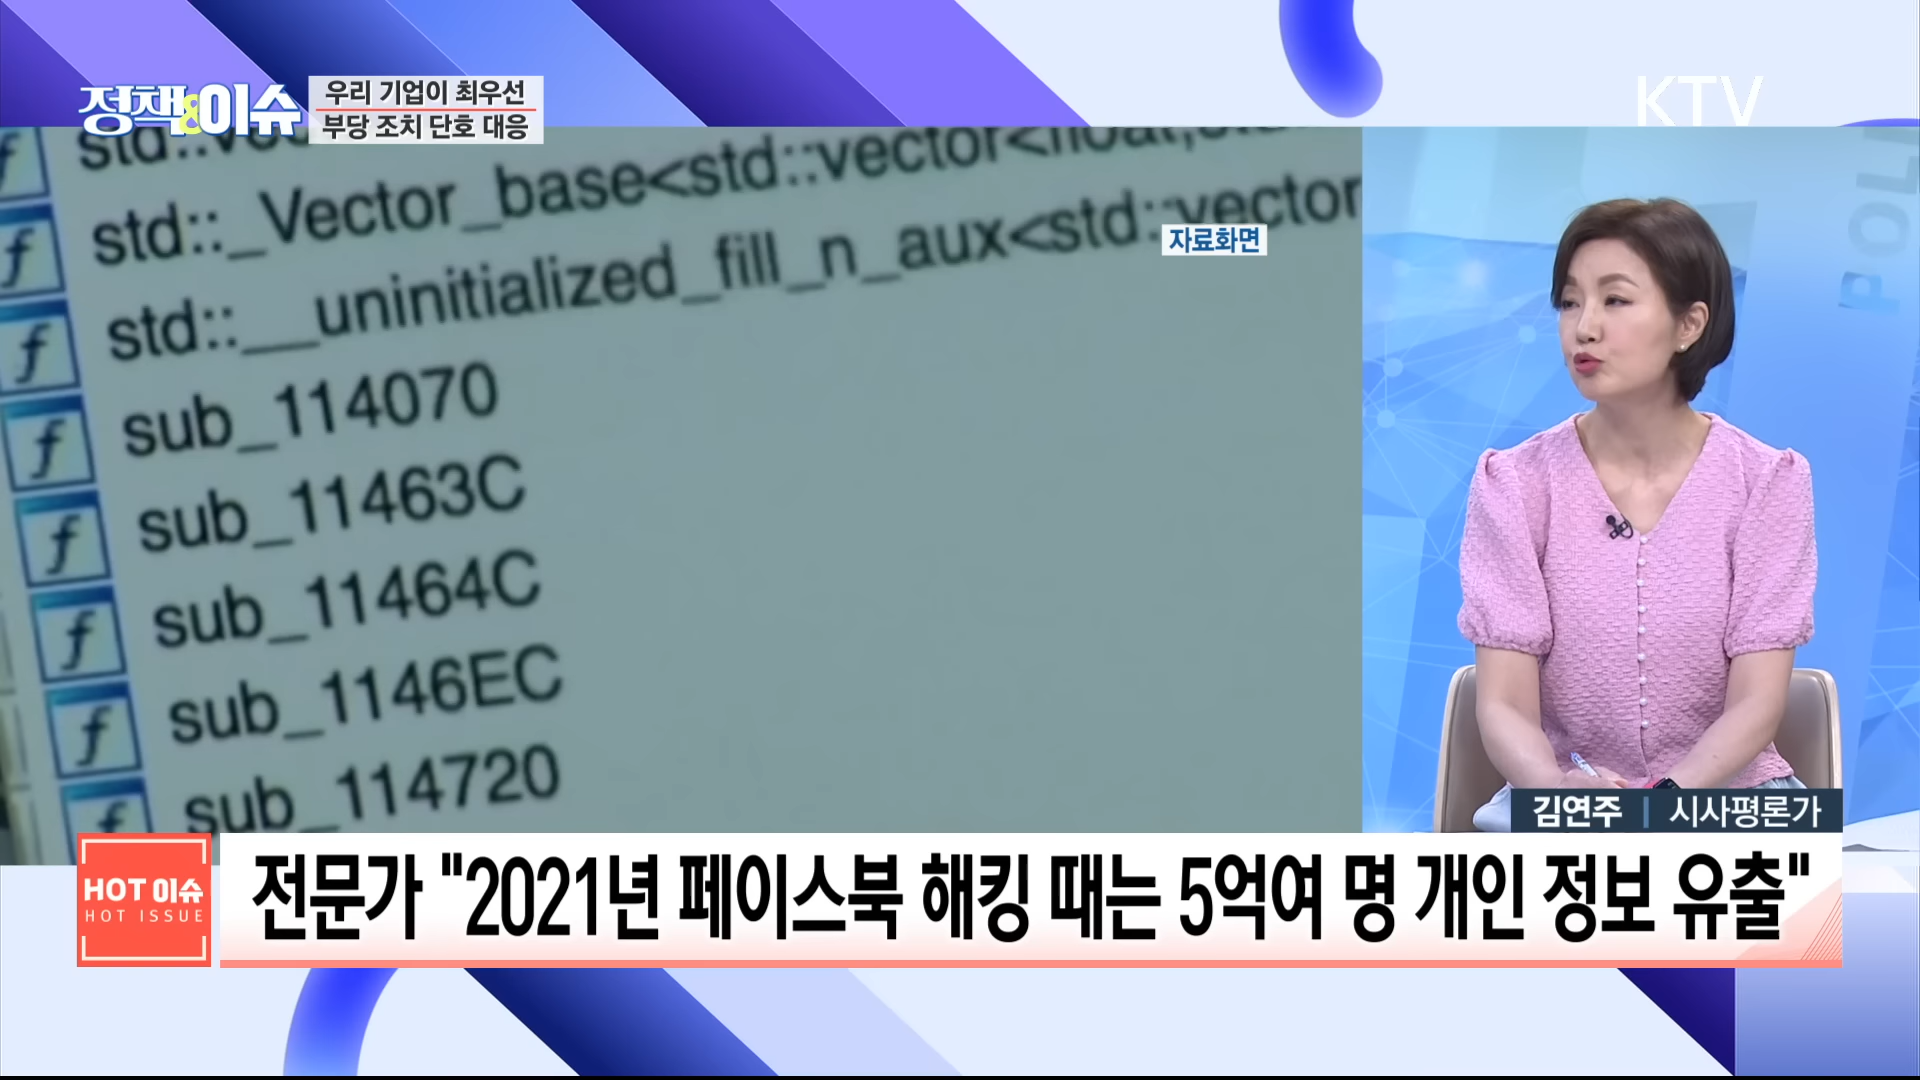 정책&이슈
우리 기업이 최우선
부당 조치 단호 대응
KTV
POLI
std::vec
std::_Vector_base<std::vector<float,
std::__uninitialized_fill_n_aux<std::vector
자료화면
sub_114070
sub_11463C
sub_11464C
sub_1146EC
sub_114720
김연주 | 시사평론가
HOT 이슈
HOT ISSUE
전문가 "2021년 페이스북 해킹 때는 5억여 명 개인 정보 유출"